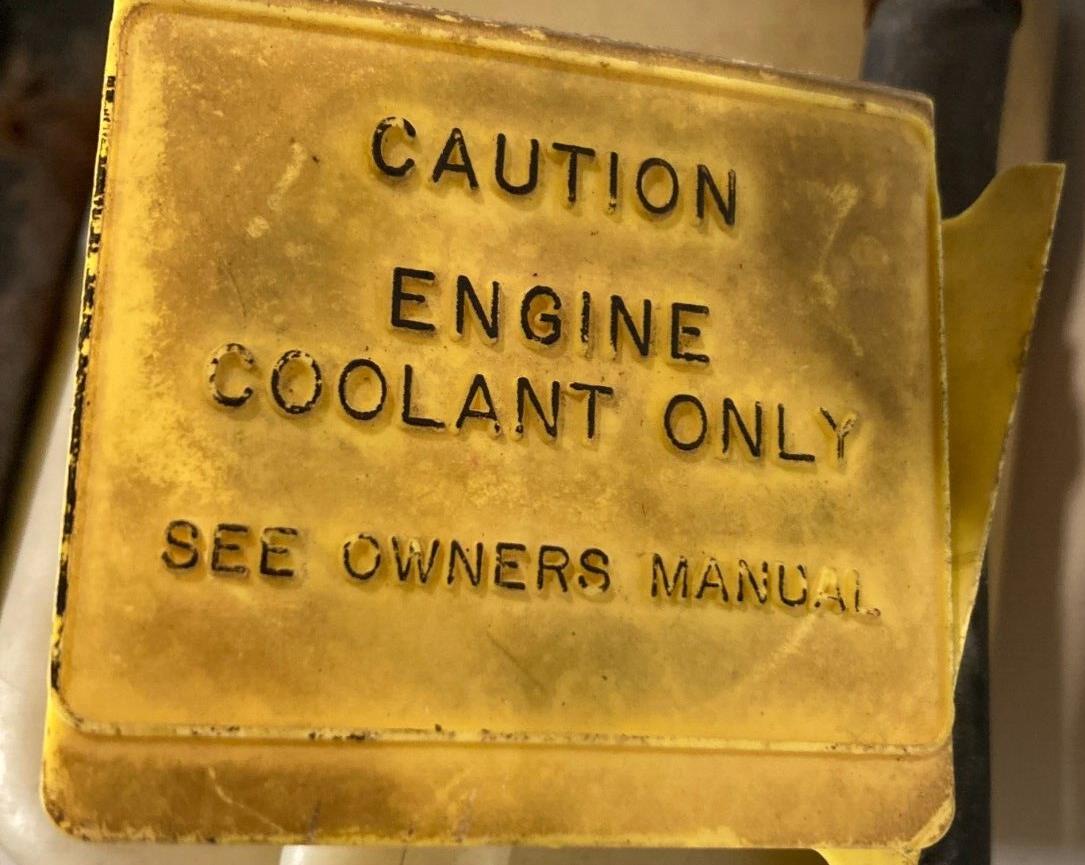 CAUTION
ENGINE
COOLANT ONLY
SEE OWNERS MANUAL